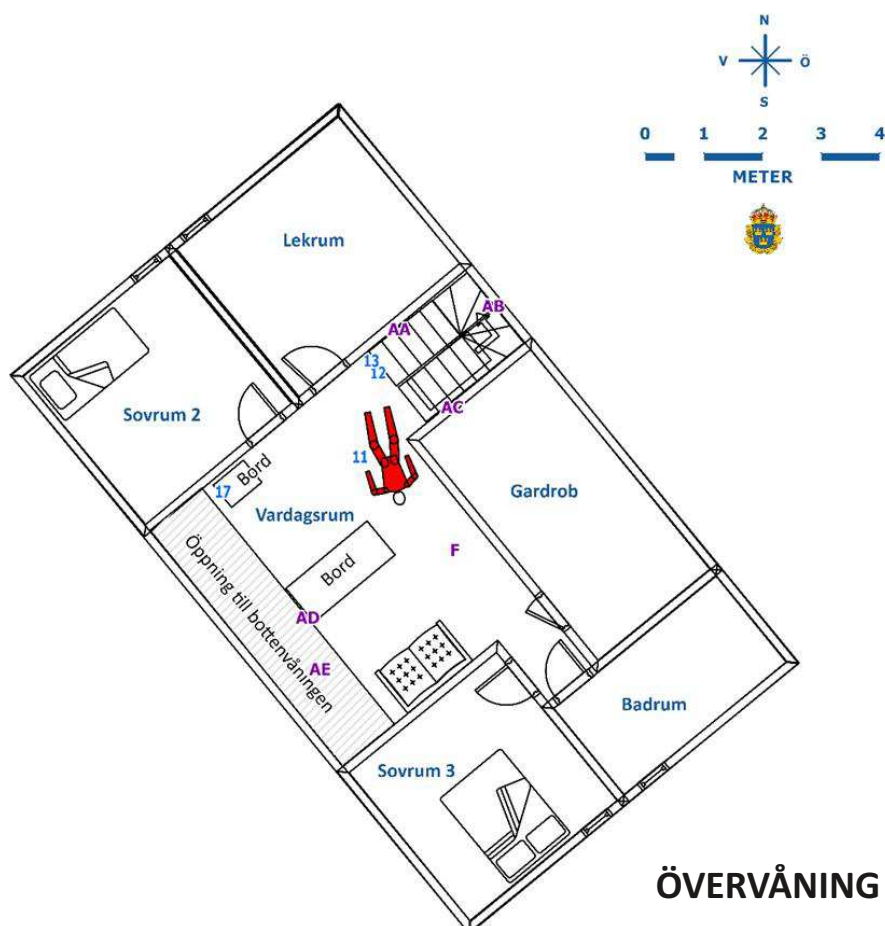 N
V Ö
S
0 1 2 3 4
METER
Lekrum
AB
AA
13
12
Sovrum 2
AC
11
Bord
17
Gardrob
Vardagsrum
F
Bord
Öppning till bottenvåningen
AD
AE
Badrum
Sovrum 3
ÖVERVÅNING